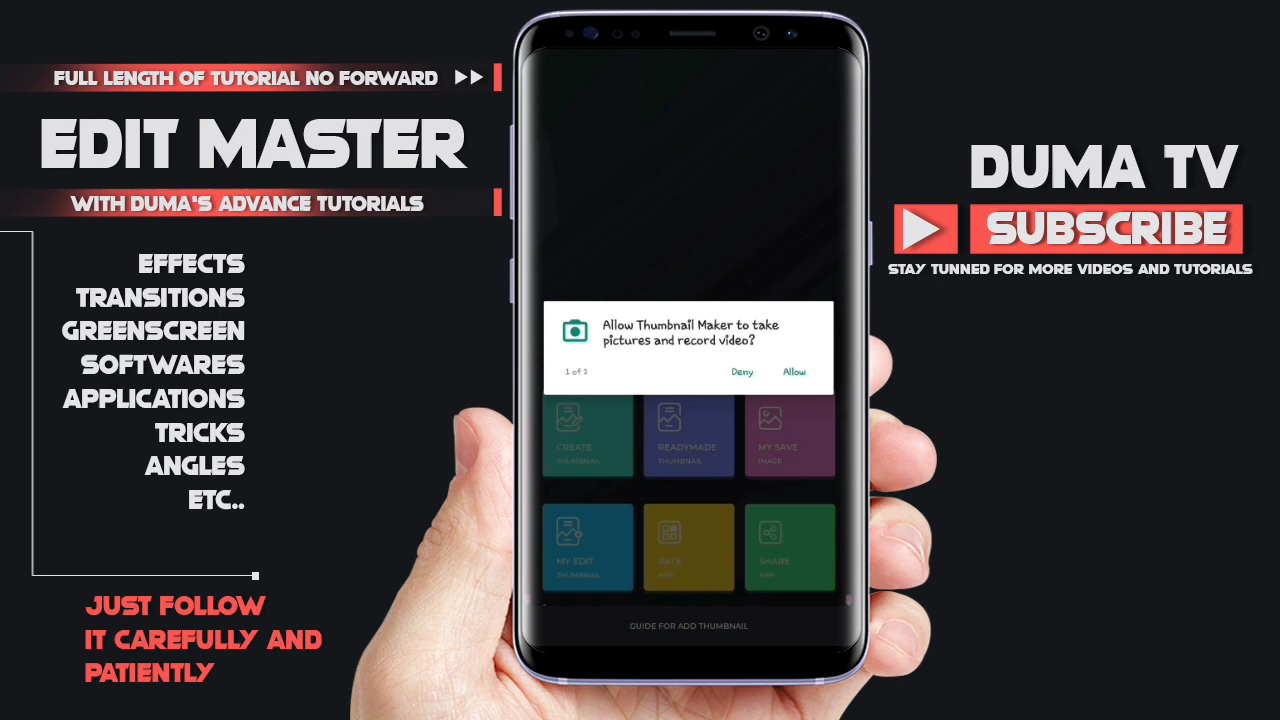 FULL LENGTH OF TUTORIAL NO FORWARD
EDIT MASTER
WITH DUMA'S ADVANCE TUTORIALS
EFFECTS
TRANSITIONS
GREENSCREEN
SOFTWARES
APPLICATIONS
TRICKS
ANGLES
ETC..
JUST FOLLOW
IT CAREFULLY AND
PATIENTLY
Allow Thumbnail Maker to take
pictures and record video?
1 of 2
Deny
Allow
CREATE
THUMBNAIL
READYMADE
THUMBNAIL
MY SAVE
IMAGE
MY EDIT
THUMBNAIL
RATE
APP
SHARE
APP
GUIDE FOR ADD THUMBNAIL
DUMA TV
SUBSCRIBE
STAY TUNNED FOR MORE VIDEOS AND TUTORIALS